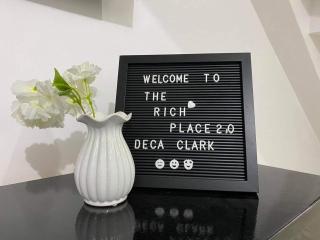 WELCOME TO
THE
RICH
PLACE 2.0
DECA CLARK